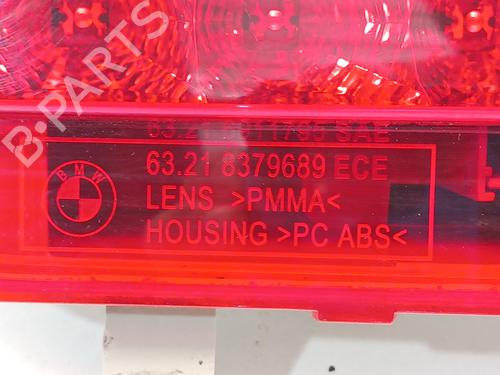 63.21 8379689 ECE
LENS >PMMA<
HOUSING >PC ABS<
BMW
B-PARTS